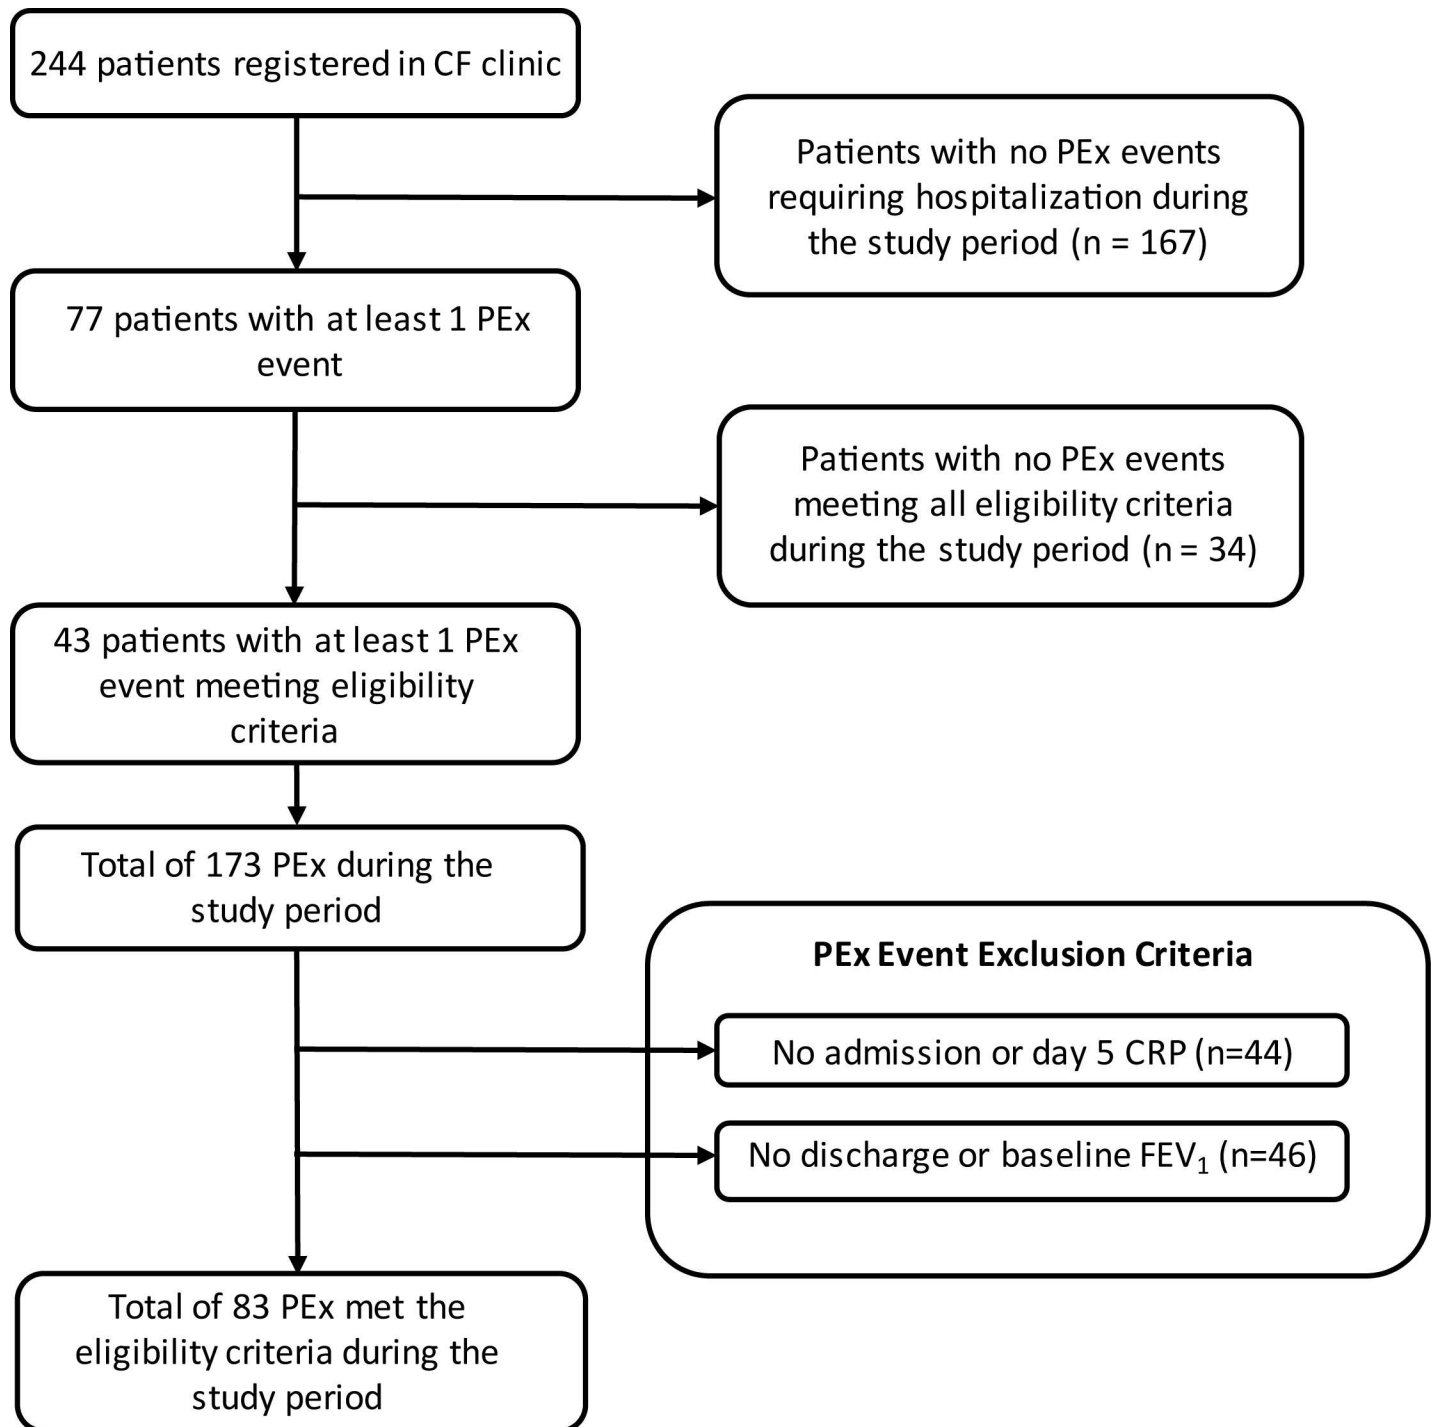 244 patients registered in CF clinic
Patients with no PEx events
requiring hospitalization during
the study period (n = 167)
77 patients with at least 1 PEx
event
Patients with no PEx events
meeting all eligibility criteria
during the study period (n = 34)
43 patients with at least 1 PEx
event meeting eligibility
criteria
Total of 173 PEx during the
study period
PEx Event Exclusion Criteria
No admission or day 5 CRP (n=44)
No discharge or baseline FEV₁ (n=46)
Total of 83 PEx met the
eligibility criteria during the
study period